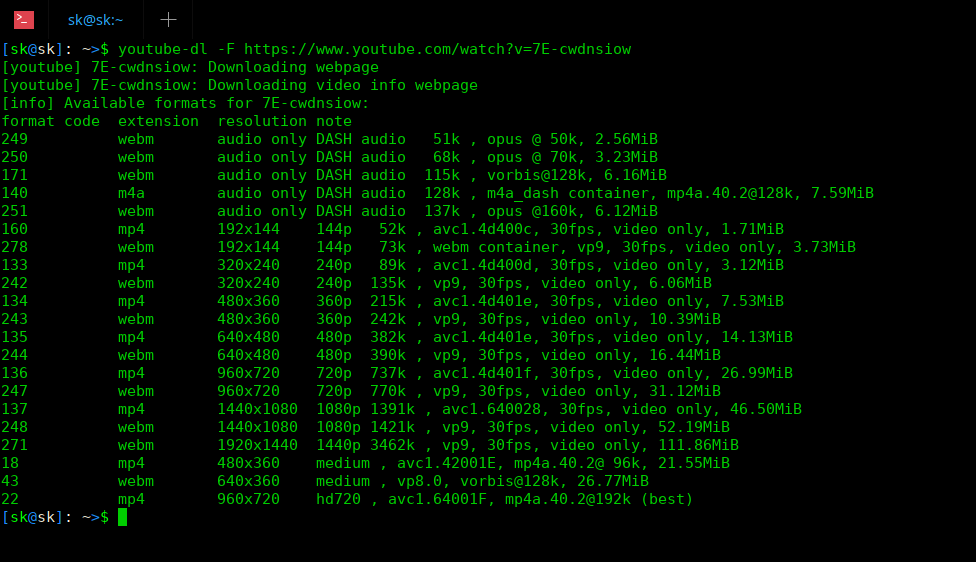 >_ sk@sk:~
[sk@sk]: ~>$ youtube-dl -F https://www.youtube.com/watch?v=7E-cwdnsiow
[youtube] 7E-cwdnsiow: Downloading webpage
[youtube] 7E-cwdnsiow: Downloading video info webpage
[info] Available formats for 7E-cwdnsiow:
format code  extension  resolution note
249          webm       audio only DASH audio   51k , opus @ 50k, 2.56MiB
250          webm       audio only DASH audio   68k , opus @ 70k, 3.23MiB
171          webm       audio only DASH audio  115k , vorbis@128k, 6.16MiB
140          m4a        audio only DASH audio  128k , m4a_dash container, mp4a.40.2@128k, 7.59MiB
251          webm       audio only DASH audio  137k , opus @160k, 6.12MiB
160          mp4        192x144    144p   52k , avc1.4d400c, 30fps, video only, 1.71MiB
278          webm       192x144    144p   73k , webm container, vp9, 30fps, video only, 3.73MiB
133          mp4        320x240    240p   89k , avc1.4d400d, 30fps, video only, 3.12MiB
242          webm       320x240    240p  135k , vp9, 30fps, video only, 6.06MiB
134          mp4        480x360    360p  215k , avc1.4d401e, 30fps, video only, 7.53MiB
243          webm       480x360    360p  242k , vp9, 30fps, video only, 10.39MiB
135          mp4        640x480    480p  382k , avc1.4d401e, 30fps, video only, 14.13MiB
244          webm       640x480    480p  390k , vp9, 30fps, video only, 16.44MiB
136          mp4        960x720    720p  737k , avc1.4d401f, 30fps, video only, 26.99MiB
247          webm       960x720    720p  770k , vp9, 30fps, video only, 31.12MiB
137          mp4        1440x1080  1080p 1391k , avc1.640028, 30fps, video only, 46.50MiB
248          webm       1440x1080  1080p 1421k , vp9, 30fps, video only, 52.19MiB
271          webm       1920x1440  1440p 3462k , vp9, 30fps, video only, 111.86MiB
18           mp4        480x360    medium , avc1.42001E, mp4a.40.2@ 96k, 21.55MiB
43           webm       640x360    medium , vp8.0, vorbis@128k, 26.77MiB
22           mp4        960x720    hd720 , avc1.64001F, mp4a.40.2@192k (best)
[sk@sk]: ~>$